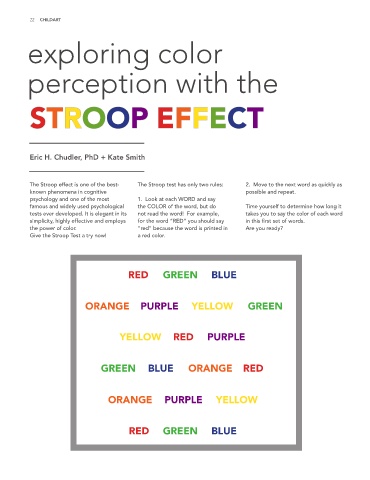 22 CHILDART
exploring color
perception with the
STROOP EFFECT
Eric H. Chudler, PhD + Kate Smith
The Stroop effect is one of the best-
known phenomena in cognitive
psychology and one of the most
famous and widely used psychological
tests ever developed. It is elegant in its
simplicity, highly effective and employs
the power of color.
Give the Stroop Test a try now!
The Stroop test has only two rules:
1. Look at each WORD and say
the COLOR of the word, but do
not read the word! For example,
for the word "RED" you should say
"red" because the word is printed in
a red color.
2. Move to the next word as quickly as
possible and repeat.
Time yourself to determine how long it
takes you to say the color of each word
in this first set of words.
Are you ready?
RED GREEN BLUE
ORANGE PURPLE YELLOW GREEN
YELLOW RED PURPLE
GREEN BLUE ORANGE RED
ORANGE PURPLE YELLOW
RED GREEN BLUE